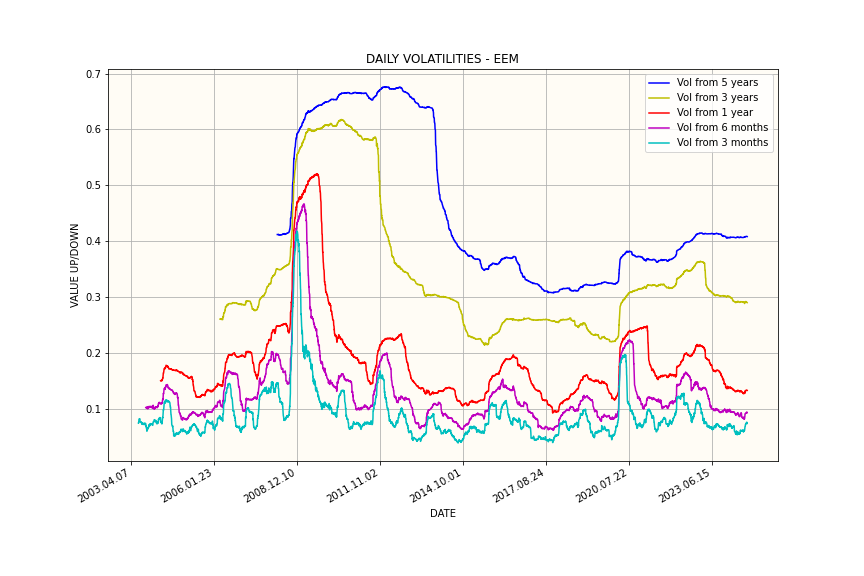 DAILY VOLATILITIES - EEM
Vol from 5 years
Vol from 3 years
Vol from 1 year
Vol from 6 months
Vol from 3 months
VALUE UP/DOWN
0.7
0.6
0.5
0.4
0.3
0.2
0.1
2003.04.07
2006.01.23
2008.12.10
2011.11.02
2014.10.01
2017.08.24
2020.07.22
2023.06.15
DATE